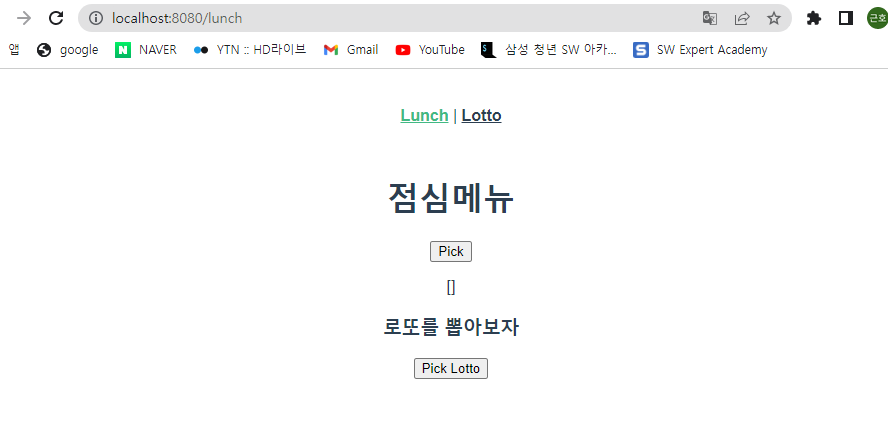 localhost:8080/lunch
근호
앱 google NAVER YTN :: HD라이브 Gmail YouTube 삼성 청년 SW 아카... SW Expert Academy
Lunch | Lotto
점심메뉴
Pick
[]
로또를 뽑아보자
Pick Lotto